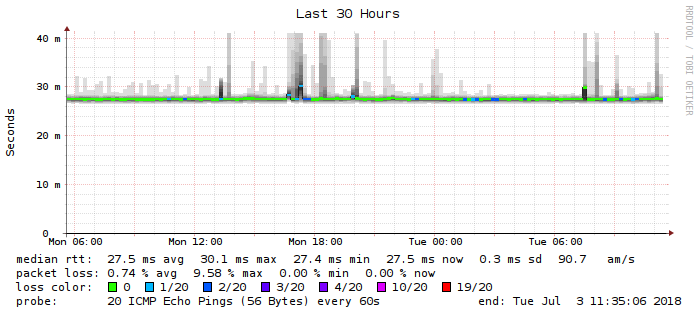 Last 30 Hours
RRDTOOL / TOBI OETIKER
Seconds
40 m
30 m
20 m
10 m
0
Mon 06:00 Mon 12:00 Mon 18:00 Tue 00:00 Tue 06:00
median rtt: 27.5 ms avg 30.1 ms max 27.4 ms min 27.5 ms now 0.3 ms sd 90.7 am/s
packet loss: 0.74 % avg 9.58 % max 0.00 % min 0.00 % now
loss color: 0 1/20 2/20 3/20 4/20 10/20 19/20
probe: 20 ICMP Echo Pings (56 Bytes) every 60s end: Tue Jul 3 11:35:06 2018